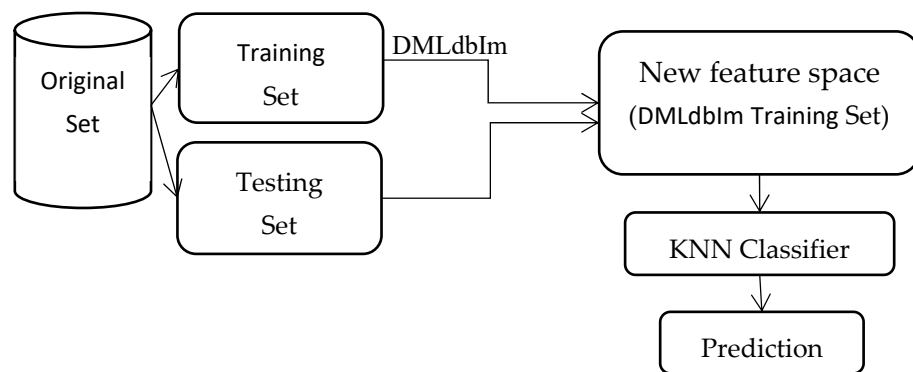 Original
Set
Training
Set
DMLdbIm
Testing
Set
New feature space
(DMLdbIm Training Set)
KNN Classifier
Prediction